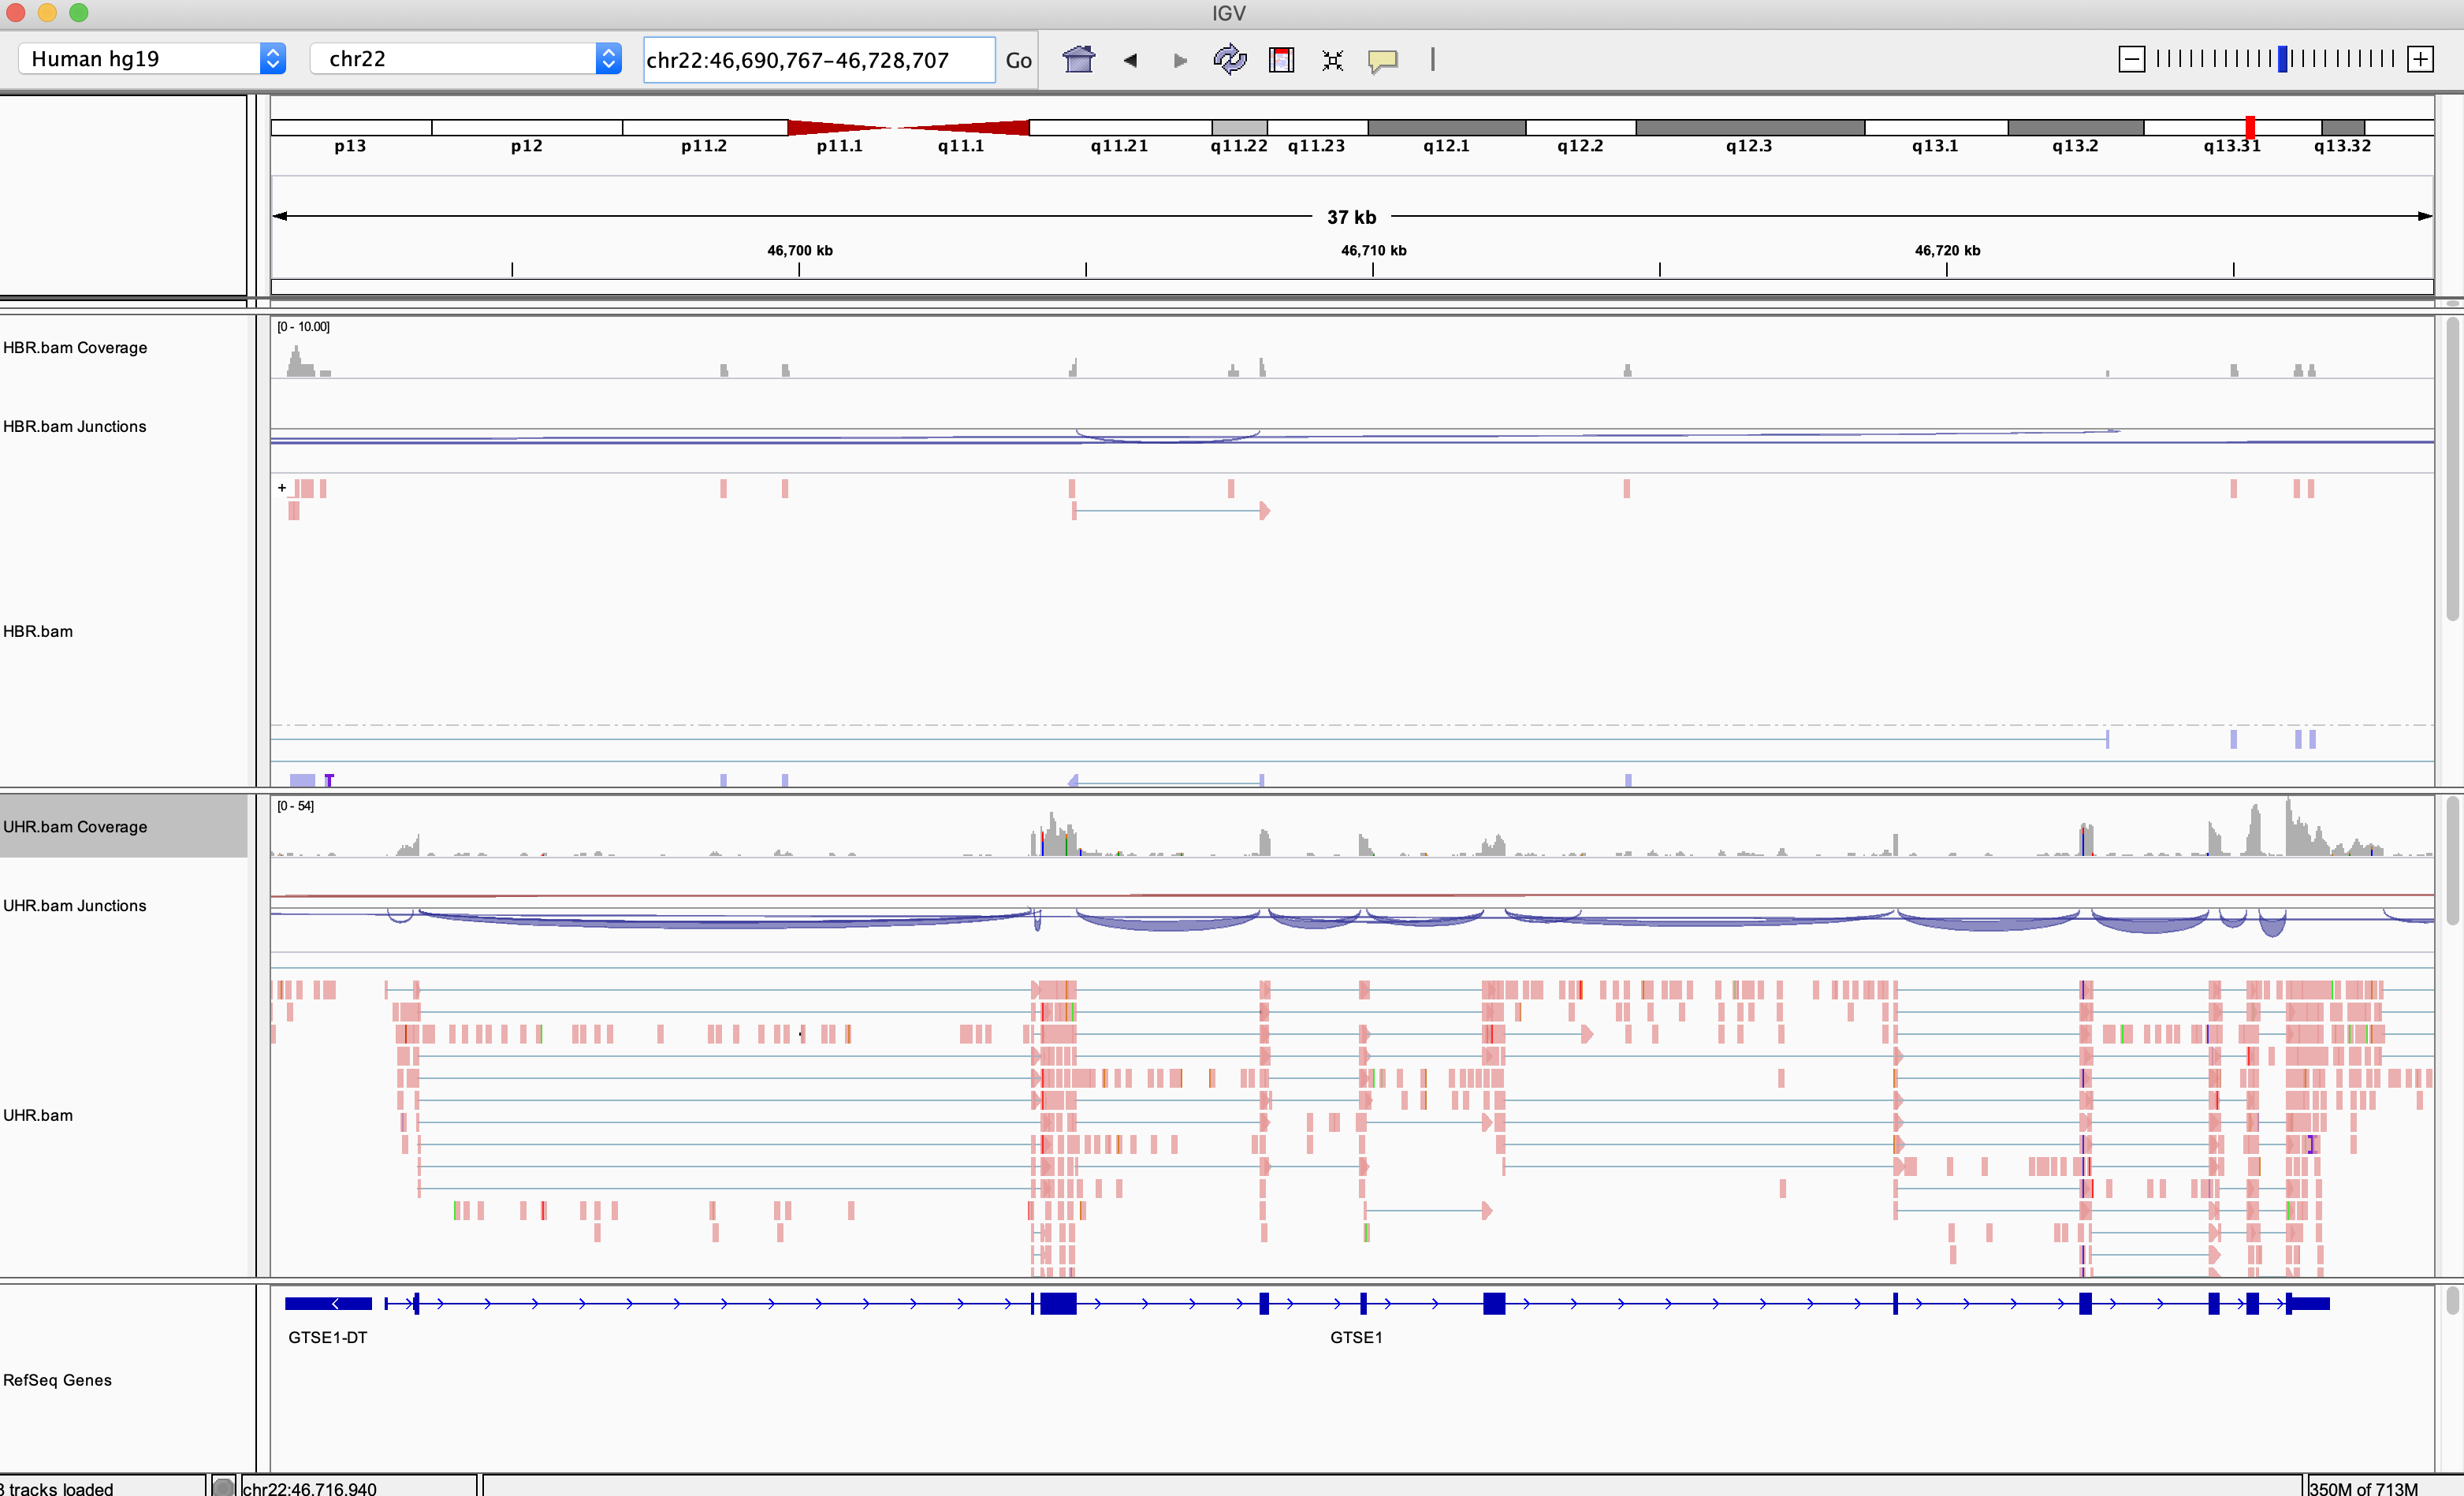 IGV
Human hg19 chr22 chr22:46,690,767-46,728,707 Go
p13 p12 p11.2 p11.1 q11.1 q11.21 q11.22 q11.23 q12.1 q12.2 q12.3 q13.1 q13.2 q13.31 q13.32
37 kb
46,700 kb 46,710 kb 46,720 kb
[0 - 10.00]
HBR.bam Coverage
HBR.bam Junctions
+
HBR.bam
[0 - 54]
UHR.bam Coverage
UHR.bam Junctions
UHR.bam
GTSE1-DT GTSE1
RefSeq Genes
tracks loaded chr22:46,716,940 350M of 713M